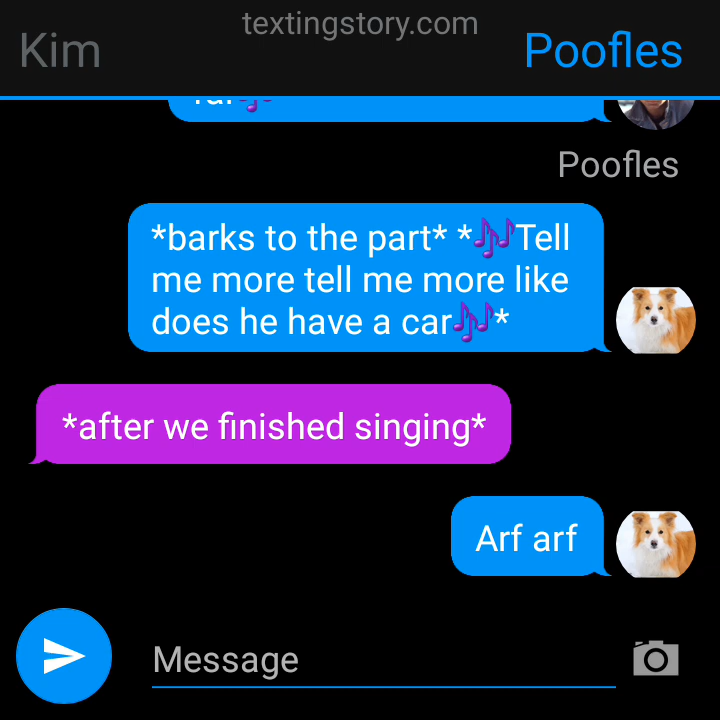 textingstory.com
Kim
Poofles
Poofles
*barks to the part* *🎶Tell
me more tell me more like
does he have a car🎶*
*after we finished singing*
Arf arf
Message